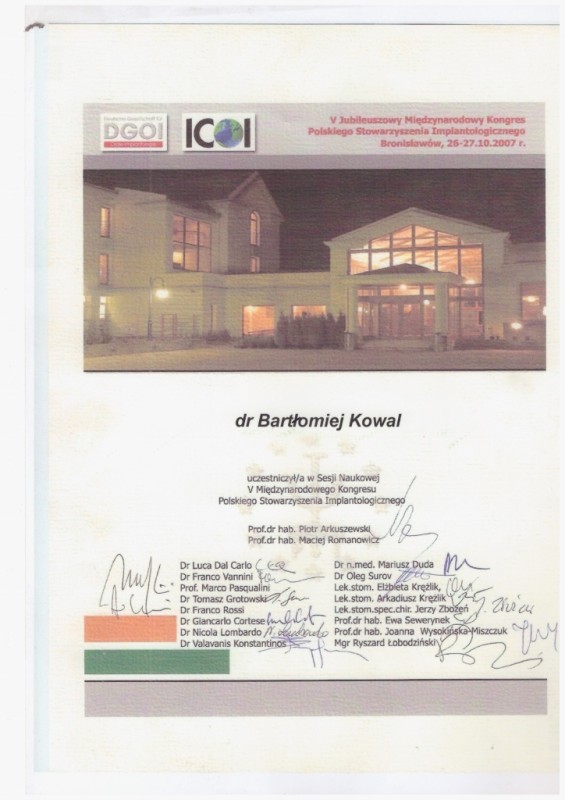 DGOI
ICOI
V Jubileuszowy Międzynarodowy Kongres
Polskiego Stowarzyszenia Implantologicznego
Bronisławów, 26-27.10.2007 r.
dr Bartłomiej Kowal
uczestniczył/a w Sesji Naukowej
V Międzynarodowego Kongresu
Polskiego Stowarzyszenia Implantologicznego
Prof.dr hab. Piotr Arkuszewski
Prof.dr hab. Maciej Romanowicz
Dr Luca Dal Carlo
Dr Franco Vannini
Prof. Marco Pasqualini
Dr Tomasz Grotowski
Dr Franco Rossi
Dr Giancarlo Cortese
Dr Nicola Lombardo
Dr Valavanis Konstantinos
Dr n.med. Mariusz Duda
Dr Oleg Surov
Lek.stom. Elżbieta Krężlik,
Lek.stom. Arkadiusz Krężlik
Lek.stom.spec.chir. Jerzy Zbożeń
Prof.dr hab. Ewa Sewerynek
Prof.dr hab. Joanna Wysokińska-Miszczuk
Mgr Ryszard Łobodziński